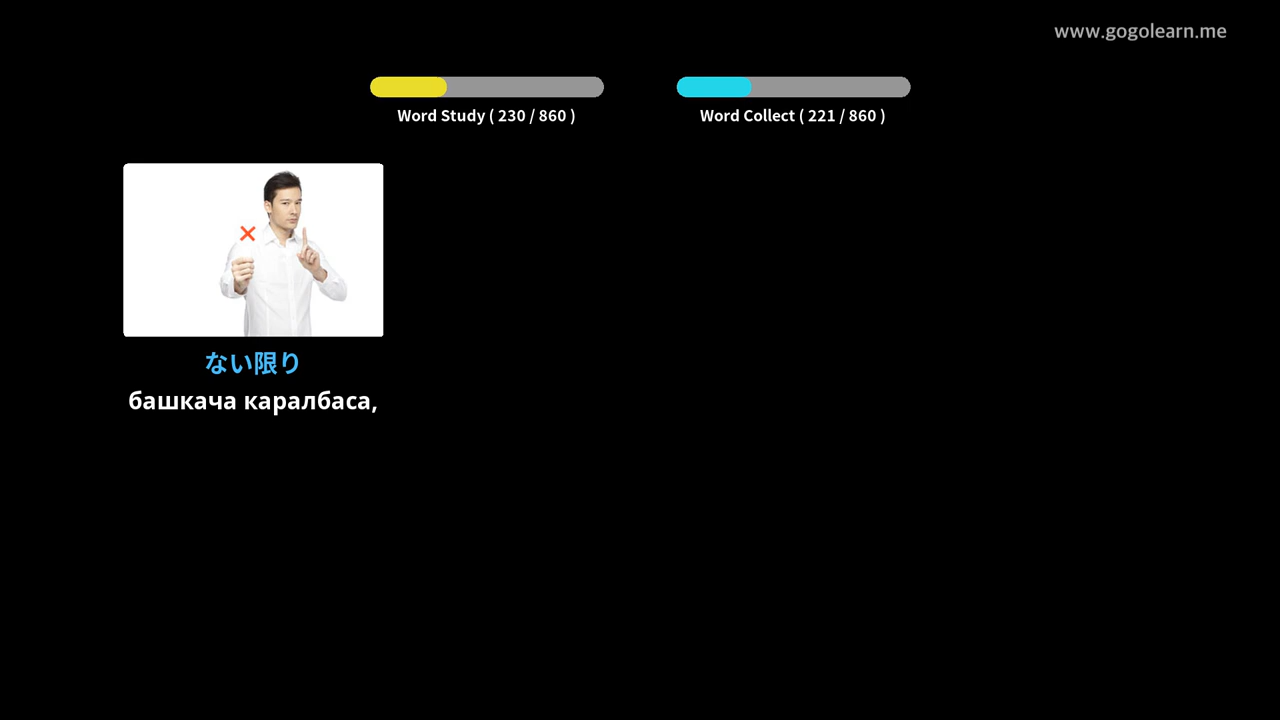 www.gogolearn.me
Word Study ( 230 / 860 )
Word Collect ( 221 / 860 )
ない限り
башкача каралбаса,